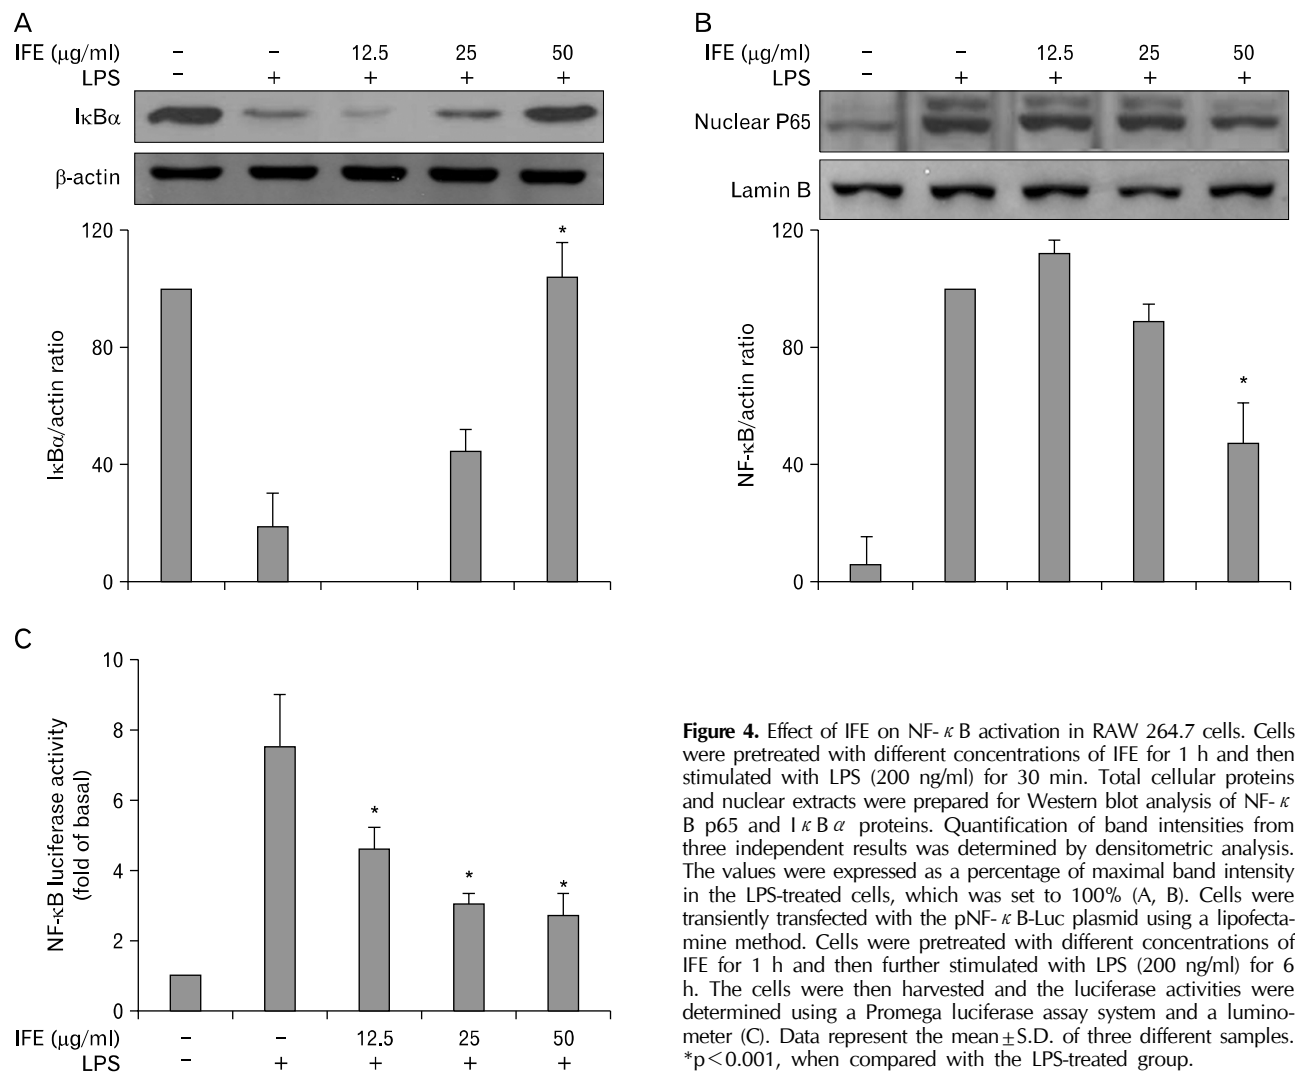 A
IFE (μg/ml) – – 12.5 25 50
LPS – + + + +
IκBα
β-actin
120
80
40
0
IκBα/actin ratio
*
B
IFE (μg/ml) – – 12.5 25 50
LPS – + + + +
Nuclear P65
Lamin B
120
80
40
0
NF-κB/actin ratio
*
C
10
8
6
4
2
0
NF-κB luciferase activity
(fold of basal)
* * *
IFE (μg/ml) – – 12.5 25 50
LPS – + + + +
Figure 4. Effect of IFE on NF-κB activation in RAW 264.7 cells. Cells
were pretreated with different concentrations of IFE for 1 h and then
stimulated with LPS (200 ng/ml) for 30 min. Total cellular proteins
and nuclear extracts were prepared for Western blot analysis of NF-κ
B p65 and IκBα proteins. Quantification of band intensities from
three independent results was determined by densitometric analysis.
The values were expressed as a percentage of maximal band intensity
in the LPS-treated cells, which was set to 100% (A, B). Cells were
transiently transfected with the pNF-κB-Luc plasmid using a lipofecta-
mine method. Cells were pretreated with different concentrations of
IFE for 1 h and then further stimulated with LPS (200 ng/ml) for 6
h. The cells were then harvested and the luciferase activities were
determined using a Promega luciferase assay system and a lumino-
meter (C). Data represent the mean±S.D. of three different samples.
*p<0.001, when compared with the LPS-treated group.